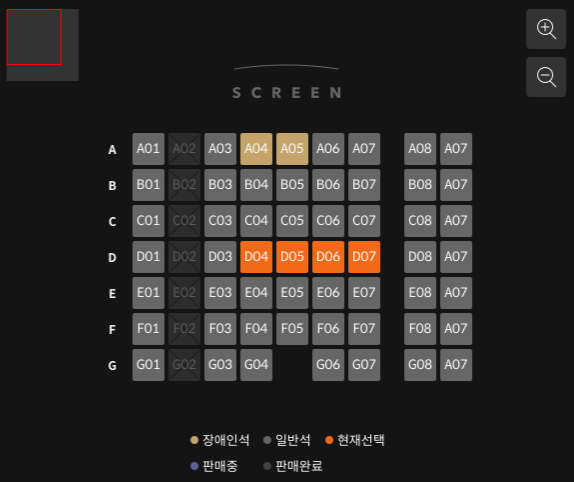 SCREEN
A A01 A02 A03 A04 A05 A06 A07 A08 A07
B B01 B02 B03 B04 B05 B06 B07 B08 A07
C C01 C02 C03 C04 C05 C06 C07 C08 A07
D D01 D02 D03 D04 D05 D06 D07 D08 A07
E E01 E02 E03 E04 E05 E06 E07 E08 A07
F F01 F02 F03 F04 F05 F06 F07 F08 A07
G G01 G02 G03 G04 G06 G07 G08 A07
장애인석 일반석 현재선택
판매중 판매완료